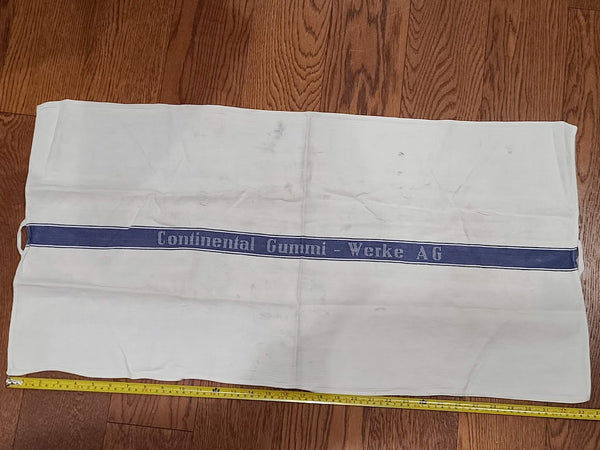 Continental Gummi - Werke AG